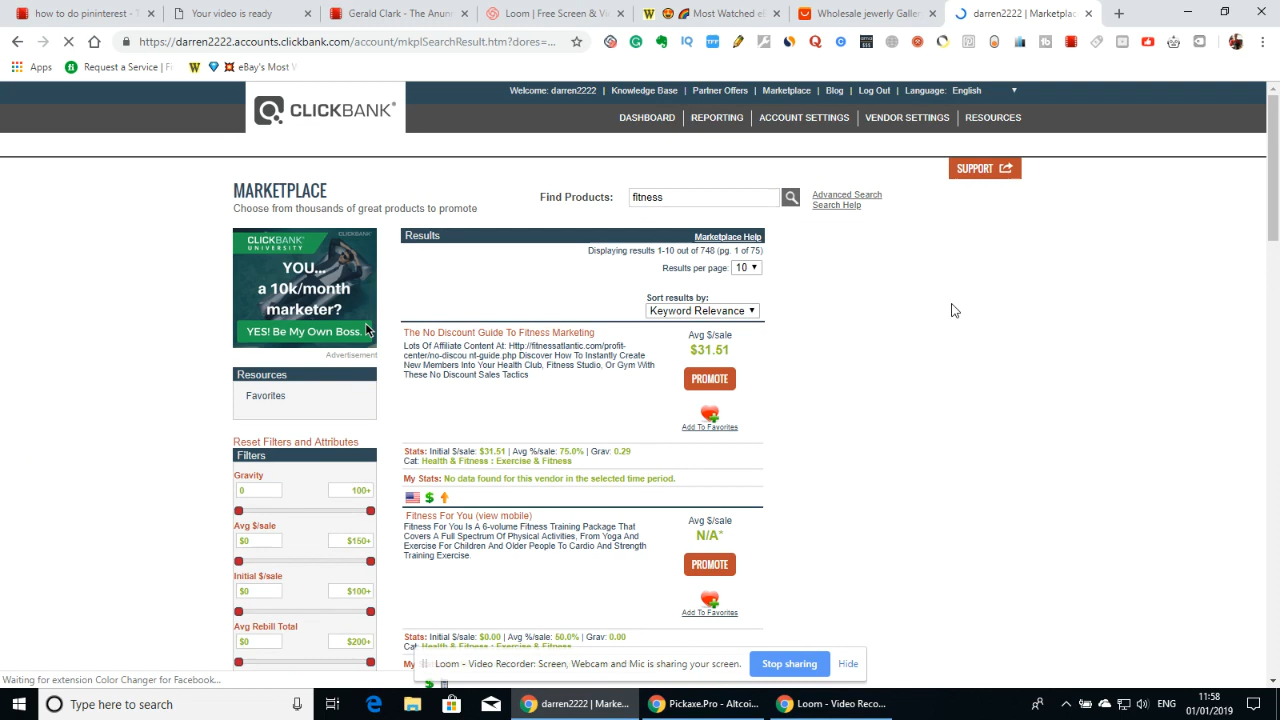 pinterest -
Your video is
Gerald Clark - The Anun
Loom | Free Screen & Vi
Most Watched eB
Wholesale jewerly Galler
darren2222 | Marketplac
http://darren2222.accounts.clickbank.com/account/mkplSearchResult.htm?dores=...
Apps
Request a Service | F
eBay's Most W
CLICKBANK®
Welcome: darren2222 | Knowledge Base | Partner Offers | Marketplace | Blog | Log Out | Language: English
DASHBOARD | REPORTING | ACCOUNT SETTINGS | VENDOR SETTINGS | RESOURCES
SUPPORT
MARKETPLACE
Choose from thousands of great products to promote
Find Products: fitness
Advanced Search
Search Help
CLICKBANK®
UNIVERSITY
CLICKBANK
YOU...
a 10k/month
marketer?
YES! Be My Own Boss.
Advertisement
Resources
Favorites
Reset Filters and Attributes
Filters
Gravity
0 100+
Avg $/sale
$0 $150+
Initial $/sale
$0 $100+
Avg Rebill Total
$0 $200+
Results Marketplace Help
Displaying results 1-10 out of 748 (pg. 1 of 75)
Results per page: 10
Sort results by:
Keyword Relevance
The No Discount Guide To Fitness Marketing
Lots Of Affiliate Content At: Http://fitnessatlantic.com/profit-
center/no-discou nt-guide.php Discover How To Instantly Create
New Members Into Your Health Club, Fitness Studio, Or Gym With
These No Discount Sales Tactics
Avg $/sale
$31.51
PROMOTE
Add To Favorites
Stats: Initial $/sale: $31.51 | Avg %/sale: 75.0% | Grav: 0.29
Cat: Health & Fitness : Exercise & Fitness
My Stats: No data found for this vendor in the selected time period.
Fitness For You (view mobile)
Fitness For You Is A 6-volume Fitness Training Package That
Covers A Full Spectrum Of Physical Activities, From Yoga And
Exercise For Children And Older People To Cardio And Strength
Training Exercise.
Avg $/sale
N/A*
PROMOTE
Add To Favorites
Stats: Initial $/sale: $0.00 | Avg %/sale: 50.0% | Grav: 0.00
Cat: Health & Fitness : Exercise & Fitness
Loom - Video Recorder: Screen, Webcam and Mic is sharing your screen. Stop sharing Hide
Waiting for extension Color Changer for Facebook...
Type here to search
darren2222 | Marke...
Pickaxe.Pro - Altcoi...
Loom - Video Reco...
ENG
11:58
01/01/2019